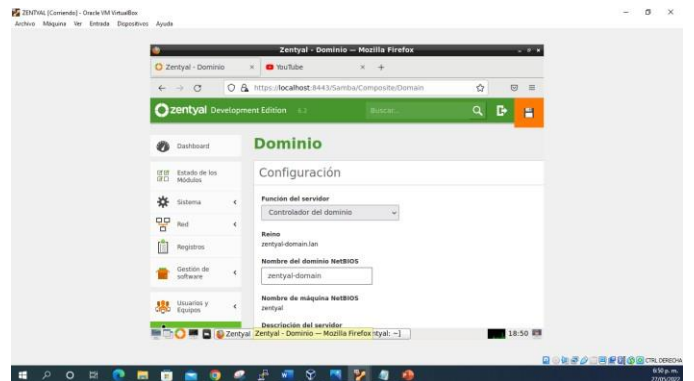 ZENTYAL [Corriendo] - Oracle VM VirtualBox
Archivo Máquina Ver Entrada Dispositivos Ayuda
Zentyal - Dominio — Mozilla Firefox
Zentyal - Dominio × YouTube × +
https://localhost:8443/Samba/Composite/Domain
zentyal Development Edition Buscar...
Dashboard
Dominio
Estado de los
Módulos
Configuración
Sistema
Función del servidor
Controlador del dominio
Red
Reino
zentyal-domain.lan
Registros
Nombre del dominio NetBIOS
zentyal-domain
Gestión de
software
Usuarios y
Equipos
Nombre de máquina NetBIOS
zentyal
Descripción del servidor
Zentyal Zentyal - Dominio — Mozilla Firefox ntyal: ~] 18:50
CTRL DERECHA
6:50 p. m.
27/05/2022